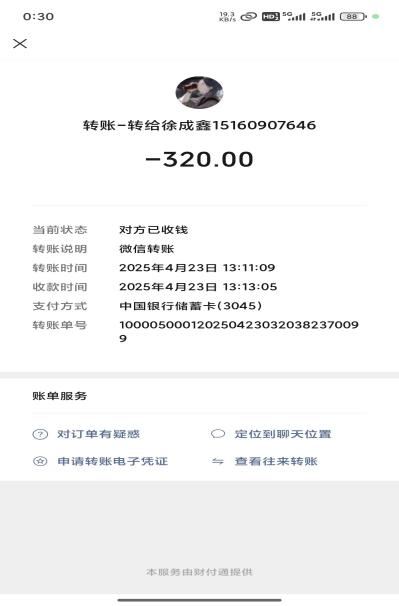 0:30
19.3 KB/s HD 5G 5G 88
转账-转给徐成鑫15160907646
-320.00
当前状态 对方已收钱
转账说明 微信转账
转账时间 2025年4月23日 13:11:09
收款时间 2025年4月23日 13:13:05
支付方式 中国银行储蓄卡(3045)
转账单号 100005000120250423032038237009
9
账单服务
对订单有疑惑 定位到聊天位置
申请转账电子凭证 查看往来转账
本服务由财付通提供